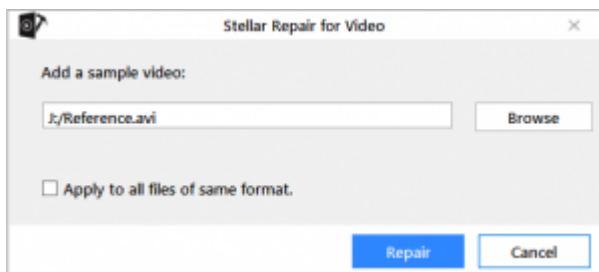 Stellar Repair for Video
Add a sample video:
J:/Reference.avi
Browse
Apply to all files of same format.
Repair
Cancel